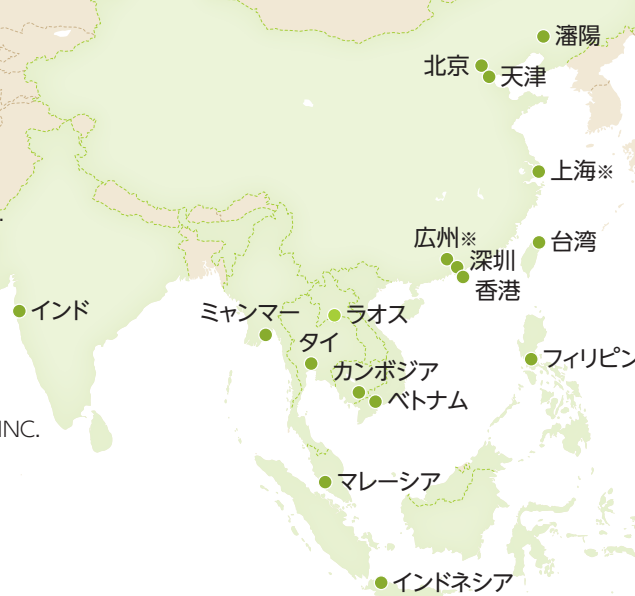 瀋陽
北京
天津
上海※
広州※
台湾
深圳
香港
インド
ミャンマー
ラオス
タイ
フィリピン
カンボジア
ベトナム
INC.
マレーシア
インドネシア